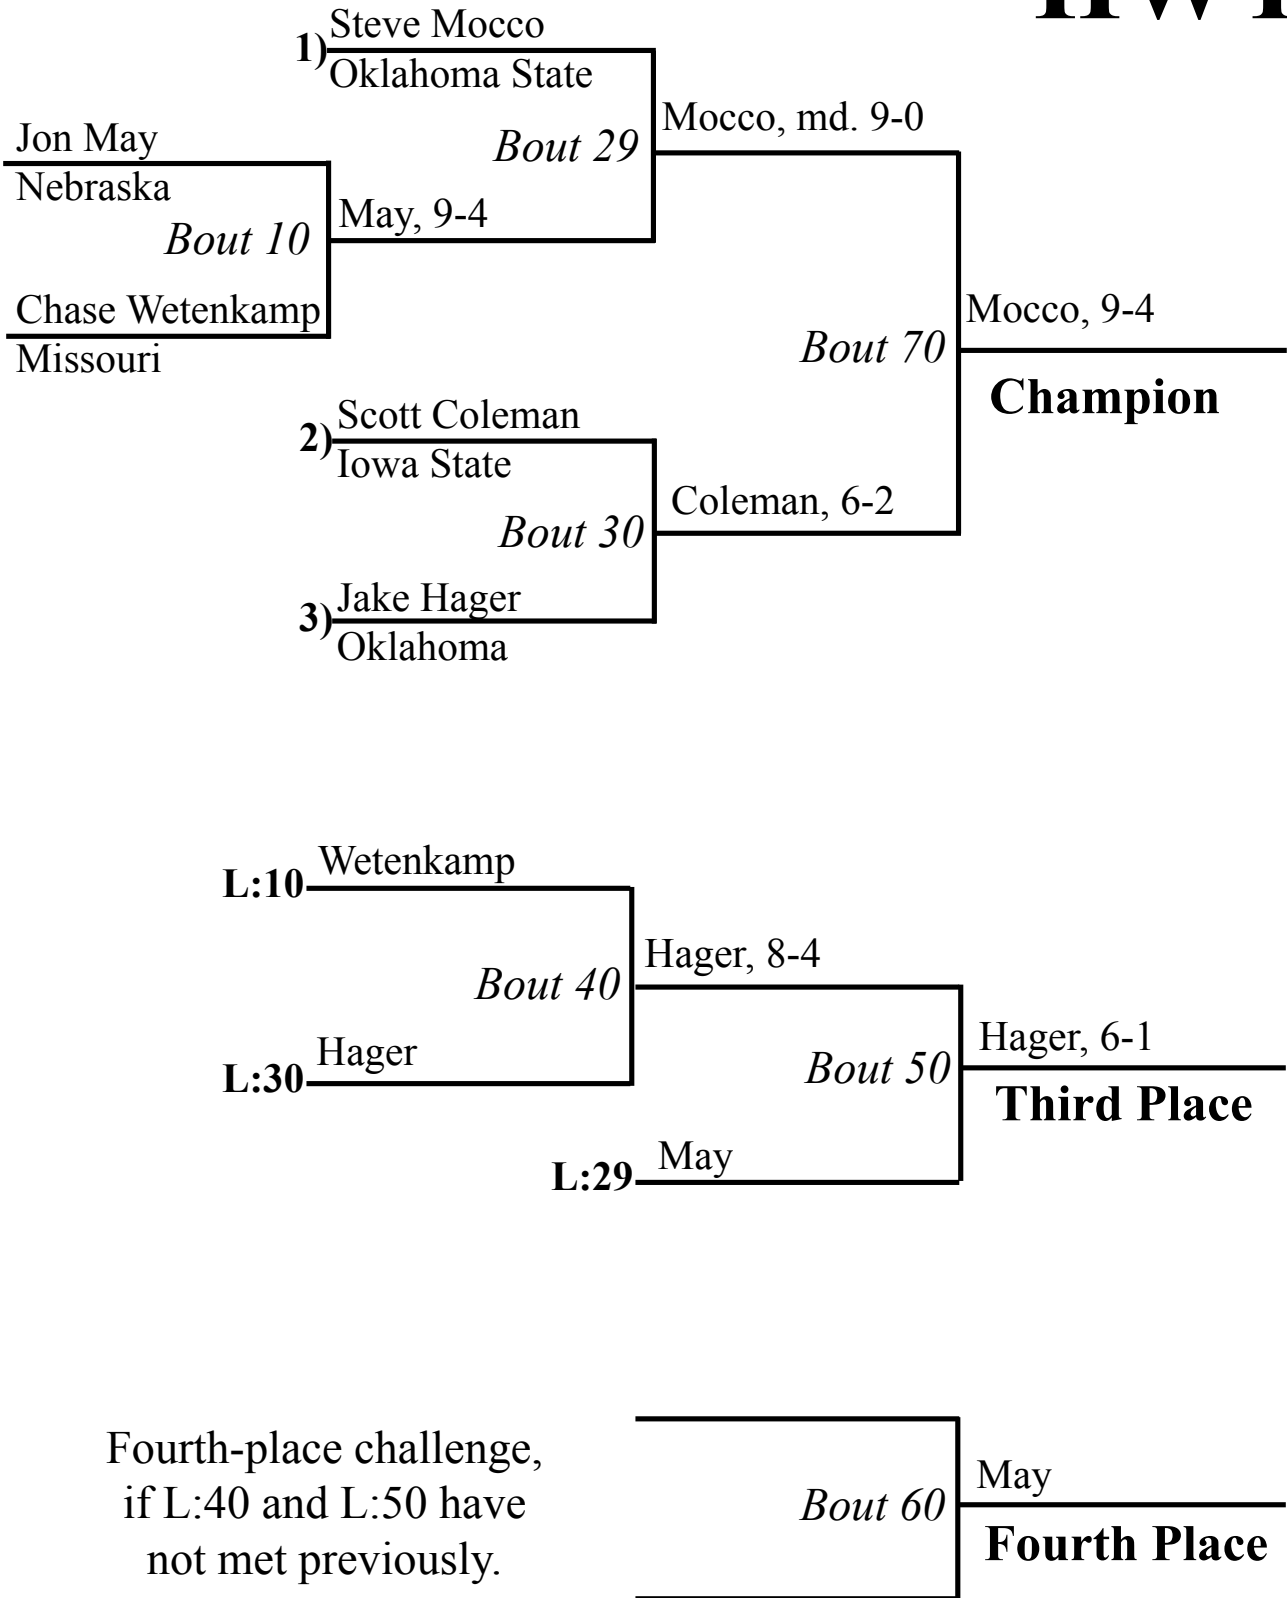 HWT
Steve Mocco
1)
Oklahoma State
Mocco, md. 9-0
Bout 29
Jon May
Nebraska
May, 9-4
Bout 10
Chase Wetenkamp
Missouri
Mocco, 9-4
Bout 70
Champion
Scott Coleman
2)
Iowa State
Coleman, 6-2
Bout 30
Jake Hager
3)
Oklahoma
Wetenkamp
L:10
Hager, 8-4
Bout 40
Hager
L:30
Hager, 6-1
Bout 50
Third Place
May
L:29
Fourth-place challenge,
if L:40 and L:50 have
not met previously.
May
Bout 60
Fourth Place